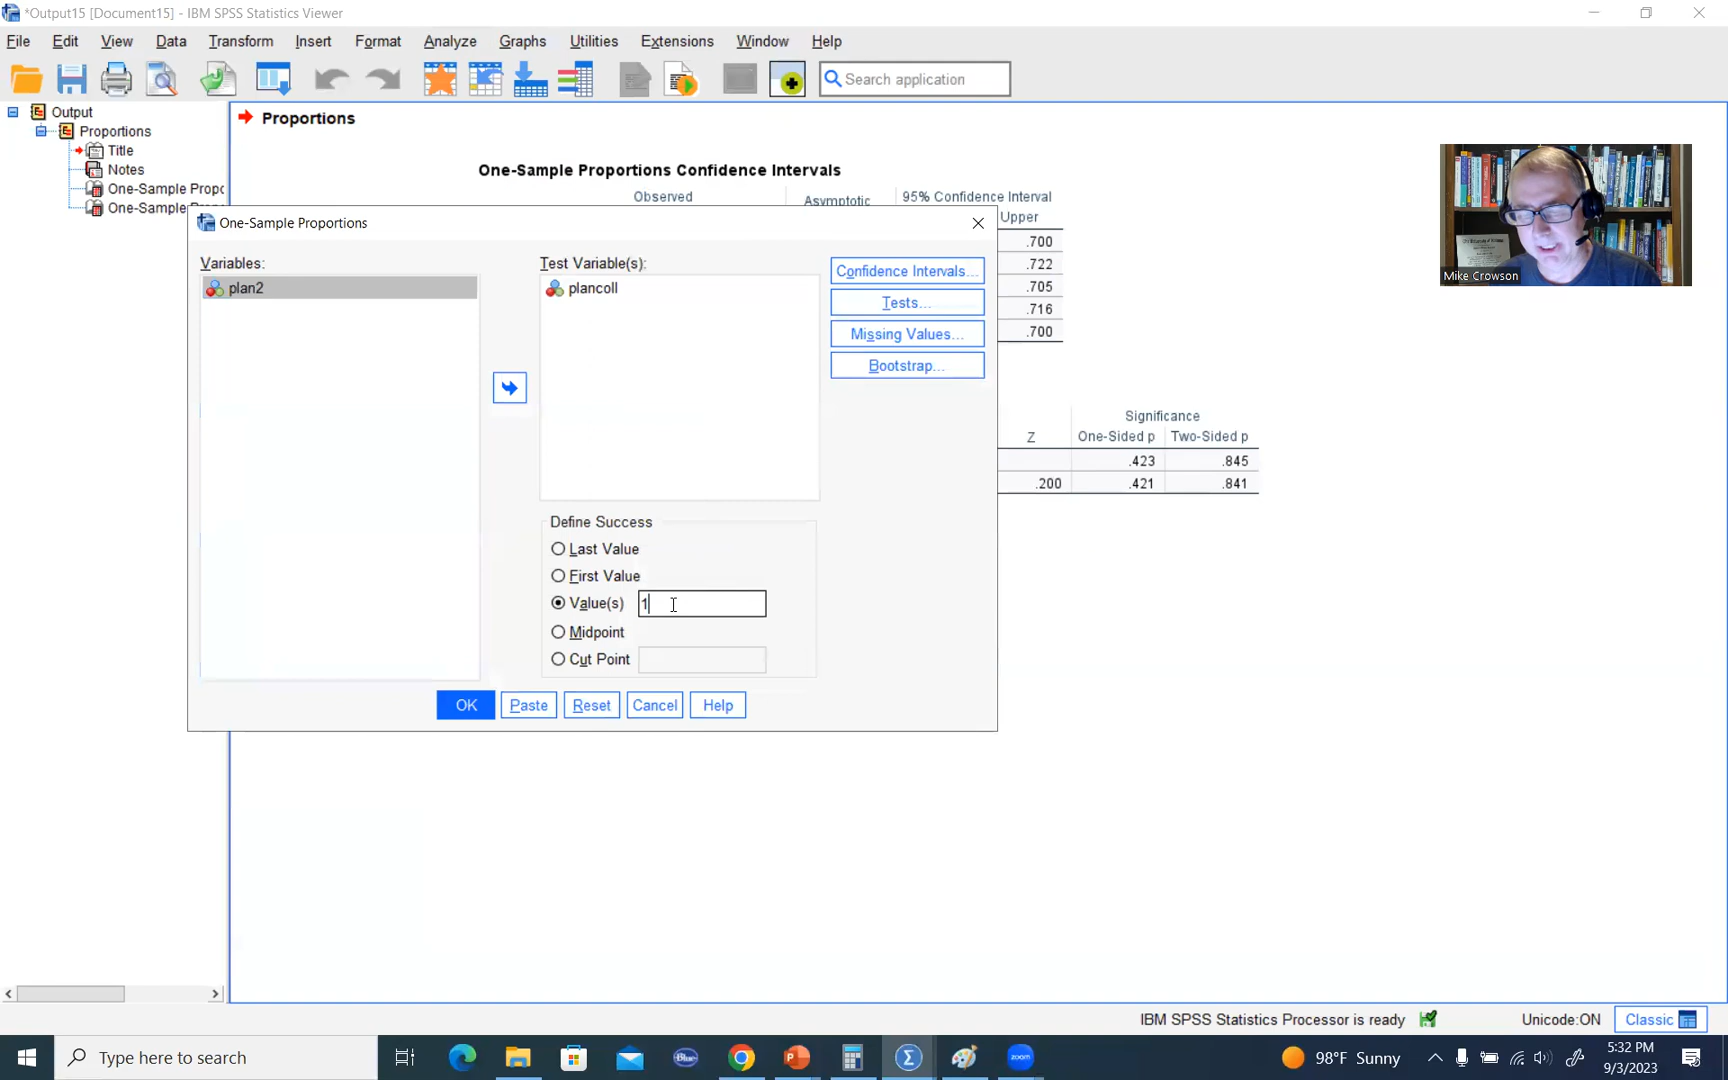 *Output15 [Document15] - IBM SPSS Statistics Viewer
File Edit View Data Transform Insert Format Analyze Graphs Utilities Extensions Window Help
Search application
Output
Proportions
Title
Notes
One-Sample Propo
One-Sample
Proportions
One-Sample Proportions Confidence Intervals
Observed
Asymptotic
95% Confidence Interval
Upper
.700
.722
.705
.716
.700
Significance
Z One-Sided p Two-Sided p
.423 .845
.200 .421 .841
Mike Crowson
One-Sample Proportions
Variables:
plan2
Test Variable(s):
plancoll
Confidence Intervals...
Tests...
Missing Values...
Bootstrap...
Define Success
Last Value
First Value
Value(s) 1
Midpoint
Cut Point
OK Paste Reset Cancel Help
IBM SPSS Statistics Processor is ready
Unicode:ON
Classic
Type here to search
Blue
zoom
98°F Sunny
5:32 PM
9/3/2023